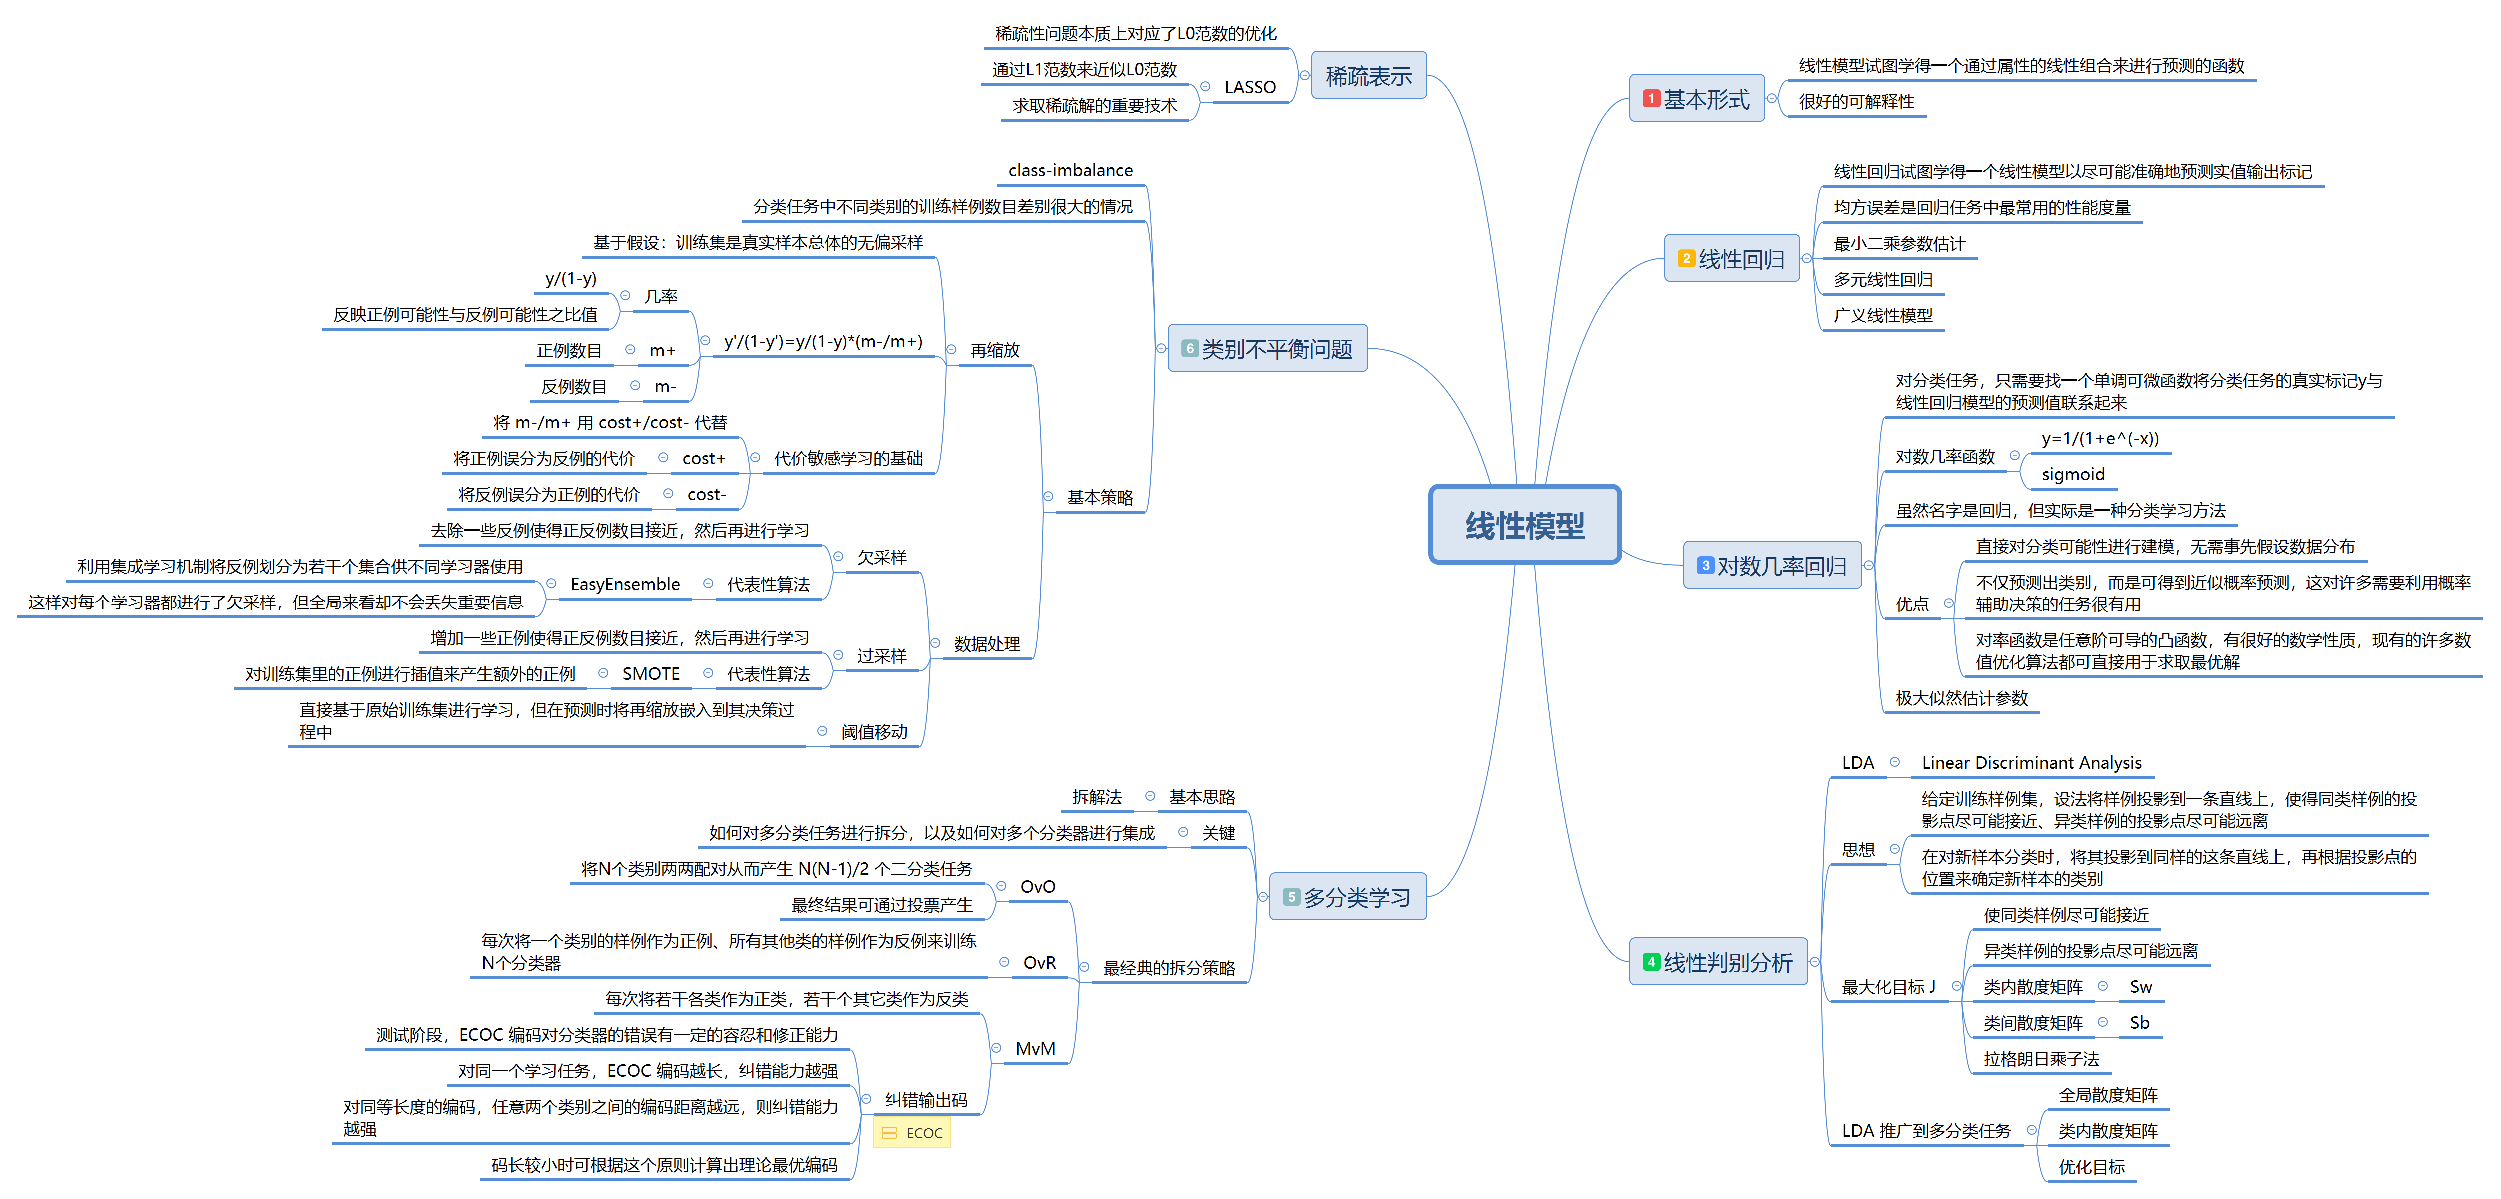 线性模型
1 基本形式
线性模型试图学得一个通过属性的线性组合来进行预测的函数
很好的可解释性
2 线性回归
线性回归试图学得一个线性模型以尽可能准确地预测实值输出标记
均方误差是回归任务中最常用的性能度量
最小二乘参数估计
多元线性回归
广义线性模型
3 对数几率回归
对分类任务，只需要找一个单调可微函数将分类任务的真实标记y与
线性回归模型的预测值联系起来
对数几率函数
y=1/(1+e^(-x))
sigmoid
虽然名字是回归，但实际是一种分类学习方法
优点
直接对分类可能性进行建模，无需事先假设数据分布
不仅预测出类别，而是可得到近似概率预测，这对许多需要利用概率
辅助决策的任务很有用
对率函数是任意阶可导的凸函数，有很好的数学性质，现有的许多数
值优化算法都可直接用于求取最优解
极大似然估计参数
4 线性判别分析
LDA
Linear Discriminant Analysis
思想
给定训练样例集，设法将样例投影到一条直线上，使得同类样例的投
影点尽可能接近、异类样例的投影点尽可能远离
在对新样本分类时，将其投影到同样的这条直线上，再根据投影点的
位置来确定新样本的类别
最大化目标 J
使同类样例尽可能接近
异类样例的投影点尽可能远离
类内散度矩阵
Sw
类间散度矩阵
Sb
拉格朗日乘子法
LDA 推广到多分类任务
全局散度矩阵
类内散度矩阵
优化目标
5 多分类学习
基本思路
拆解法
关键
如何对多分类任务进行拆分，以及如何对多个分类器进行集成
最经典的拆分策略
OvO
将N个类别两两配对从而产生 N(N-1)/2 个二分类任务
最终结果可通过投票产生
OvR
每次将一个类别的样例作为正例、所有其他类的样例作为反例来训练
N个分类器
MvM
每次将若干各类作为正类，若干个其它类作为反类
纠错输出码
ECOC
测试阶段，ECOC 编码对分类器的错误有一定的容忍和修正能力
对同一个学习任务，ECOC 编码越长，纠错能力越强
对同等长度的编码，任意两个类别之间的编码距离越远，则纠错能力
越强
码长较小时可根据这个原则计算出理论最优编码
6 类别不平衡问题
class-imbalance
分类任务中不同类别的训练样例数目差别很大的情况
基本策略
再缩放
基于假设：训练集是真实样本总体的无偏采样
y'/(1-y')=y/(1-y)*(m-/m+)
几率
y/(1-y)
反映正例可能性与反例可能性之比值
m+
正例数目
m-
反例数目
代价敏感学习的基础
将 m-/m+ 用 cost+/cost- 代替
cost+
将正例误分为反例的代价
cost-
将反例误分为正例的代价
数据处理
欠采样
去除一些反例使得正反例数目接近，然后再进行学习
代表性算法
EasyEnsemble
利用集成学习机制将反例划分为若干个集合供不同学习器使用
这样对每个学习器都进行了欠采样，但全局来看却不会丢失重要信息
过采样
增加一些正例使得正反例数目接近，然后再进行学习
代表性算法
SMOTE
对训练集里的正例进行插值来产生额外的正例
阈值移动
直接基于原始训练集进行学习，但在预测时将再缩放嵌入到其决策过
程中
稀疏表示
稀疏性问题本质上对应了L0范数的优化
LASSO
通过L1范数来近似L0范数
求取稀疏解的重要技术